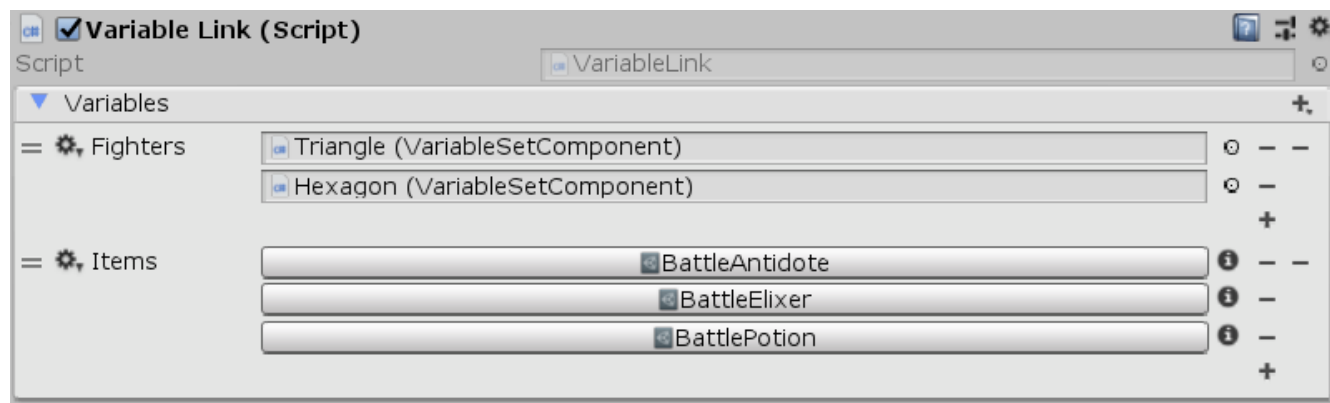 Variable Link (Script)
Script VariableLink
Variables
Fighters Triangle (VariableSetComponent)
Hexagon (VariableSetComponent)
Items BattleAntidote
BattleElixer
BattlePotion